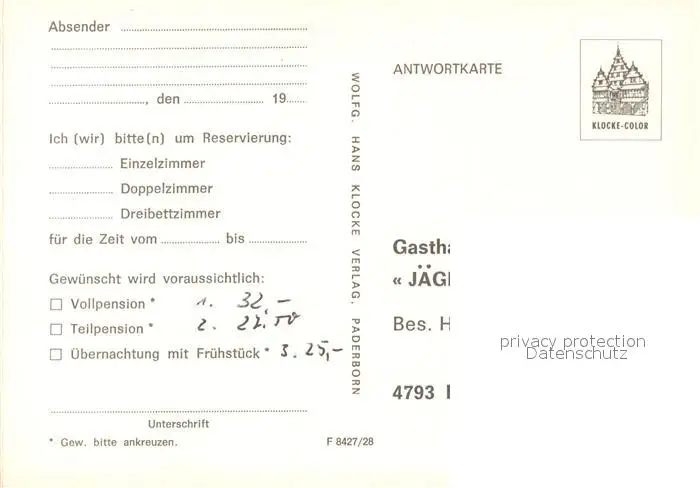 Absender
, den 19
Ich (wir) bitte(n) um Reservierung:
Einzelzimmer
Doppelzimmer
Dreibettzimmer
für die Zeit vom bis
Gewünscht wird voraussichtlich:
Vollpension * 1. 32,-
Teilpension * 2. 27.50
Übernachtung mit Frühstück * 3. 25,-
Unterschrift
* Gew. bitte ankreuzen.
F 8427/28
WOLFG. HANS KLOCKE VERLAG, PADERBORN
ANTWORTKARTE
KLOCKE-COLOR
Gasth
« JÄG
Bes. H
4793
privacy protection
Datenschutz